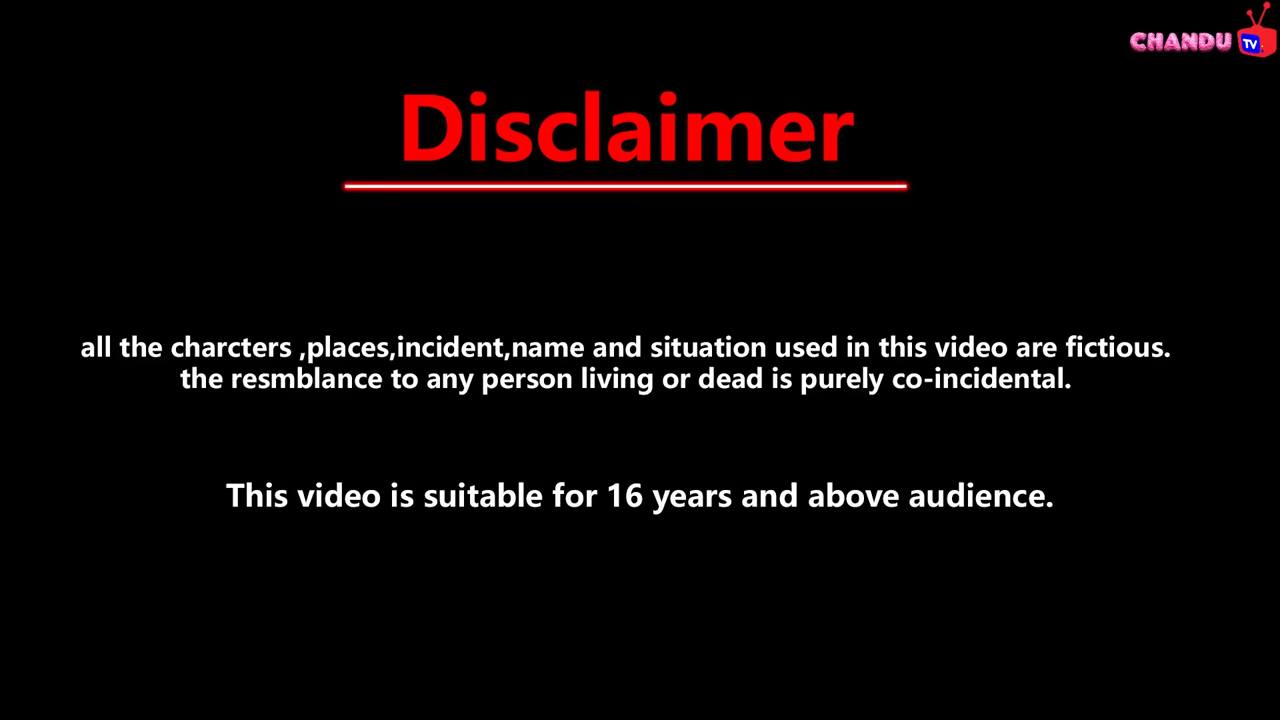 CHANDU TV
Disclaimer
all the charcters ,places,incident,name and situation used in this video are fictious.
the resmblance to any person living or dead is purely co-incidental.
This video is suitable for 16 years and above audience.